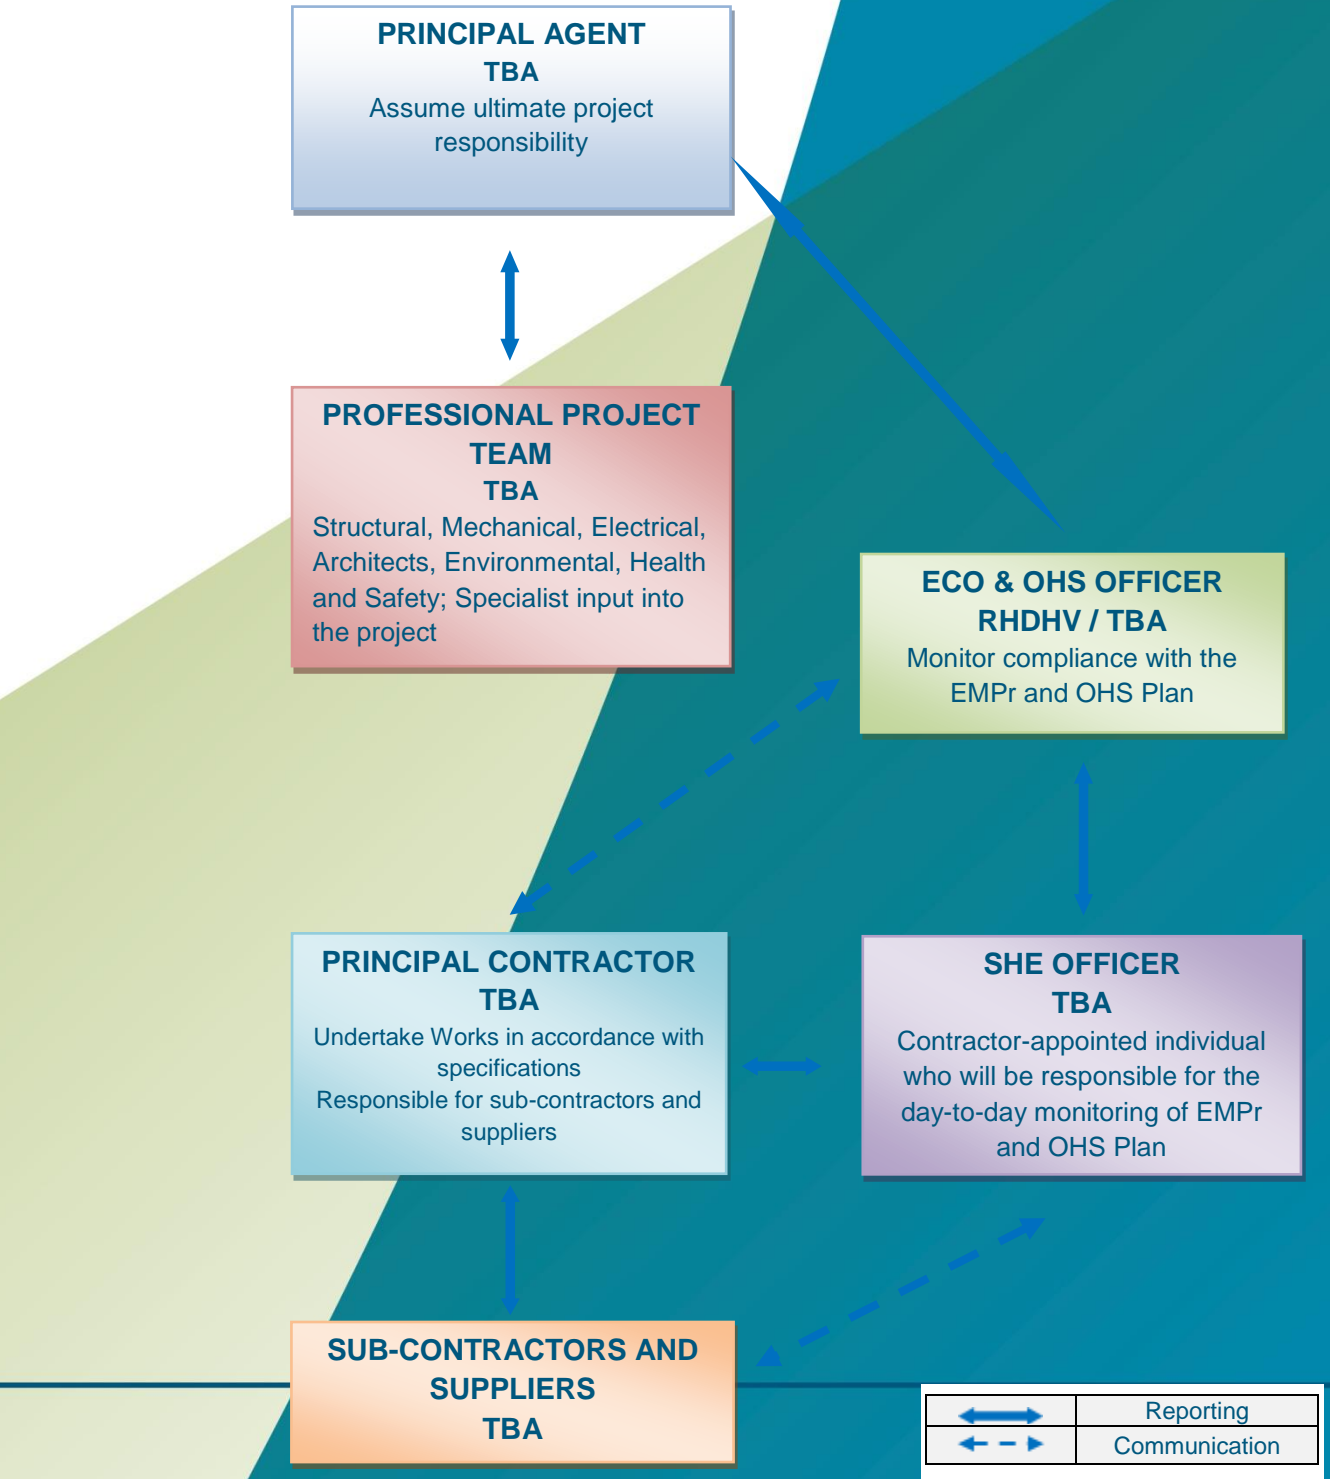 PRINCIPAL AGENT
TBA
Assume ultimate project
responsibility
PROFESSIONAL PROJECT
TEAM
TBA
Structural, Mechanical, Electrical,
Architects, Environmental, Health
and Safety; Specialist input into
the project
ECO & OHS OFFICER
RHDHV / TBA
Monitor compliance with the
EMPr and OHS Plan
PRINCIPAL CONTRACTOR
TBA
Undertake Works in accordance with
specifications
Responsible for sub-contractors and
suppliers
SHE OFFICER
TBA
Contractor-appointed individual
who will be responsible for the
day-to-day monitoring of EMPr
and OHS Plan
SUB-CONTRACTORS AND
SUPPLIERS
TBA
Reporting
Communication